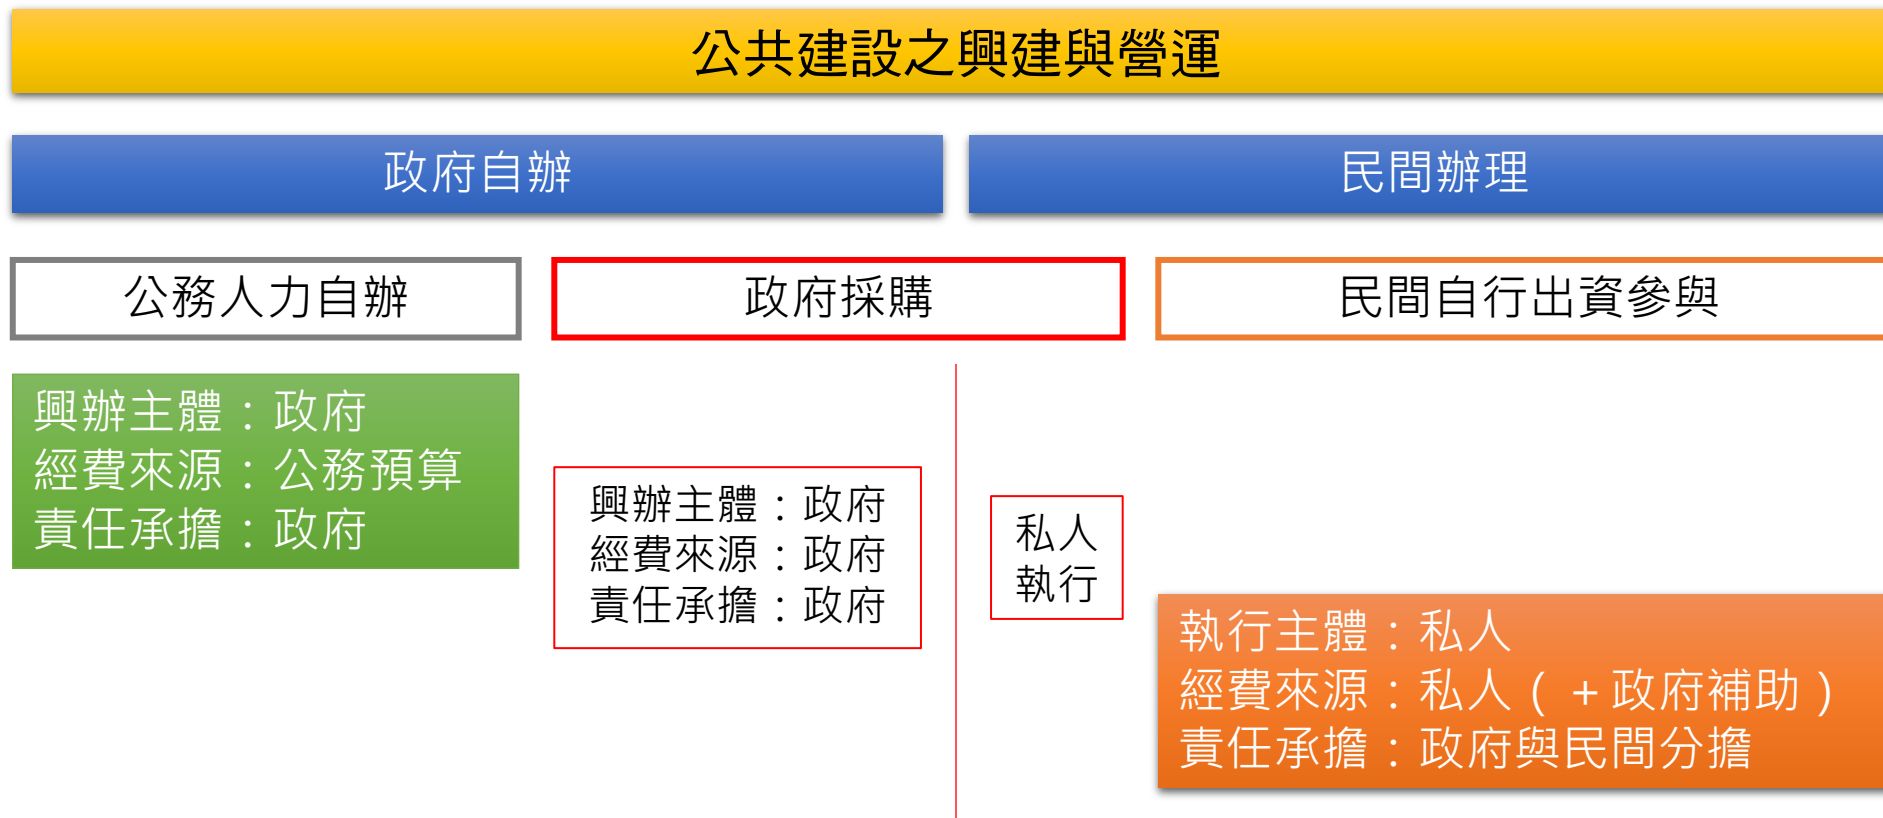 公共建設之興建與營運
政府自辦
民間辦理
公務人力自辦
政府採購
民間自行出資參與
興辦主體：政府
經費來源：公務預算
責任承擔：政府
興辦主體：政府
經費來源：政府
責任承擔：政府
私人
執行
執行主體：私人
經費來源：私人（+政府補助）
責任承擔：政府與民間分擔